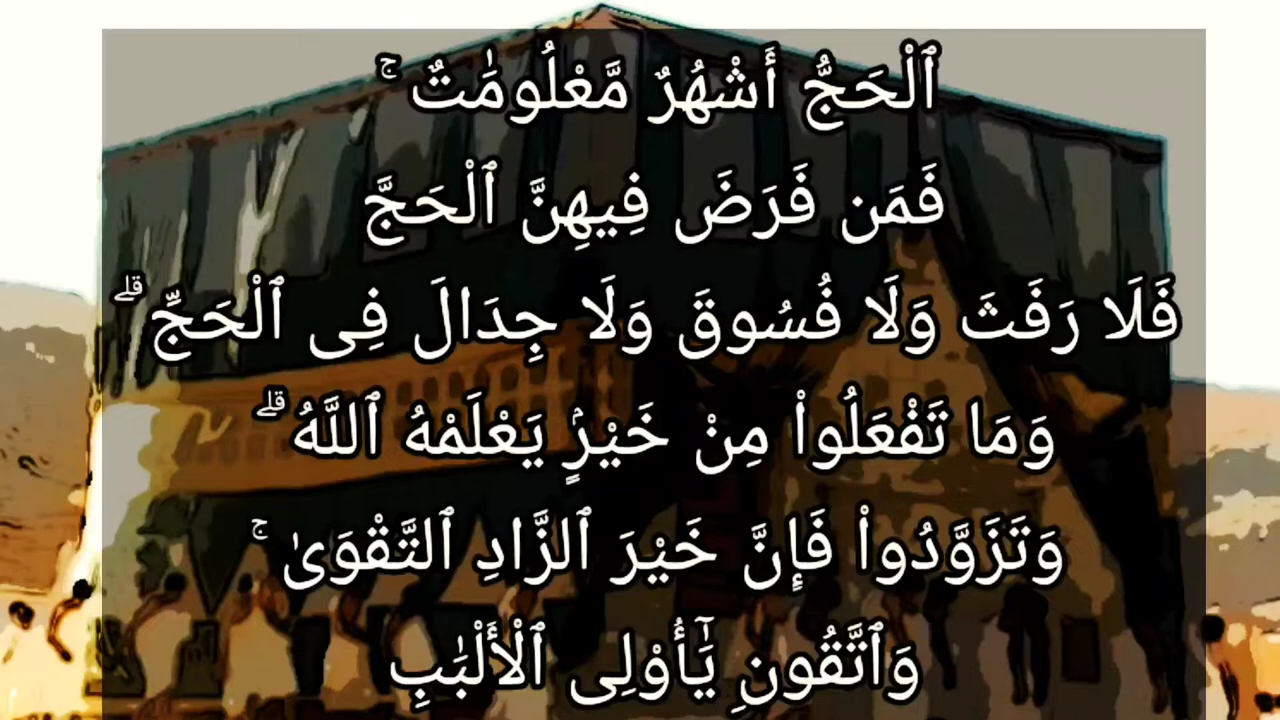 ٱلْحَجُّ أَشْهُرٌ مَّعْلُومَٰتٌ ۚ
فَمَن فَرَضَ فِيهِنَّ ٱلْحَجَّ
فَلَا رَفَثَ وَلَا فُسُوقَ وَلَا جِدَالَ فِى ٱلْحَجِّ ۗ
وَمَا تَفْعَلُوا۟ مِنْ خَيْرٍۢ يَعْلَمْهُ ٱللَّهُ ۗ
وَتَزَوَّدُوا۟ فَإِنَّ خَيْرَ ٱلزَّادِ ٱلتَّقْوَىٰ ۚ
وَٱتَّقُونِ يَٰٓأُو۟لِى ٱلْأَلْبَٰبِ